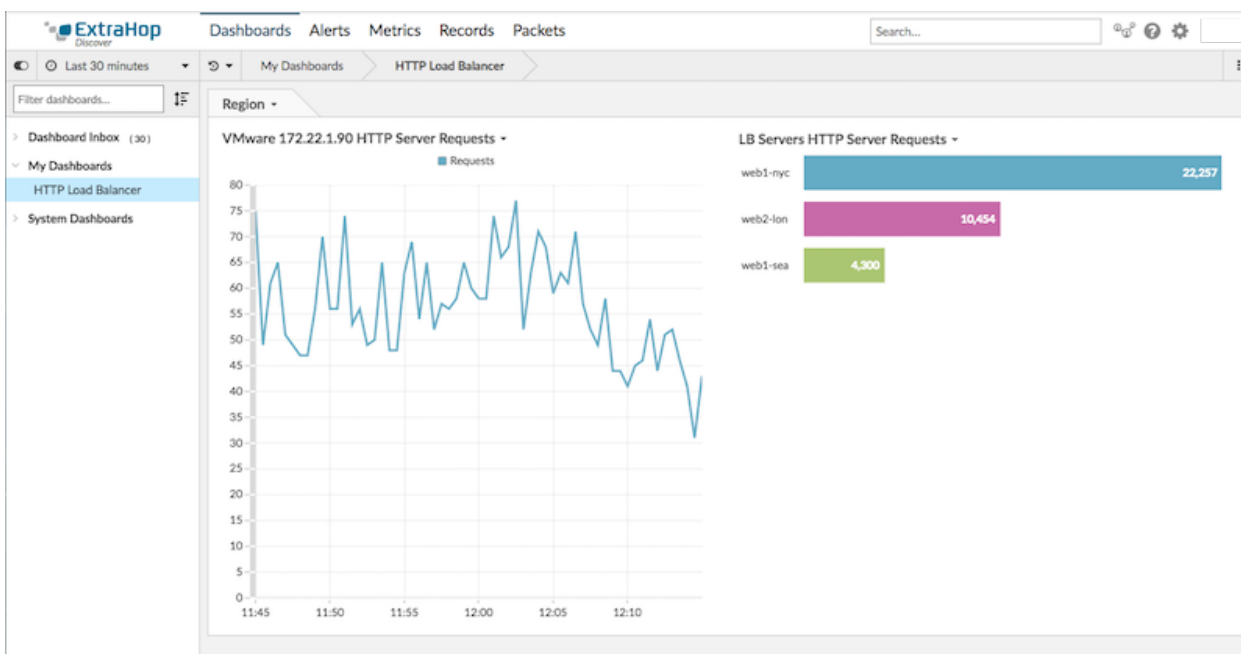 ExtraHop
Discover
Dashboards Alerts Metrics Records Packets
Search...
Last 30 minutes
My Dashboards
HTTP Load Balancer
Filter dashboards...
Dashboard Inbox (30)
My Dashboards
HTTP Load Balancer
System Dashboards
Region
VMware 172.22.1.90 HTTP Server Requests
Requests
80
75
70
65
60
55
50
45
40
35
30
25
20
15
10
5
0
11:45 11:50 11:55 12:00 12:05 12:10
LB Servers HTTP Server Requests
web1-nyc 22,257
web2-lon 10,454
web1-sea 4,300